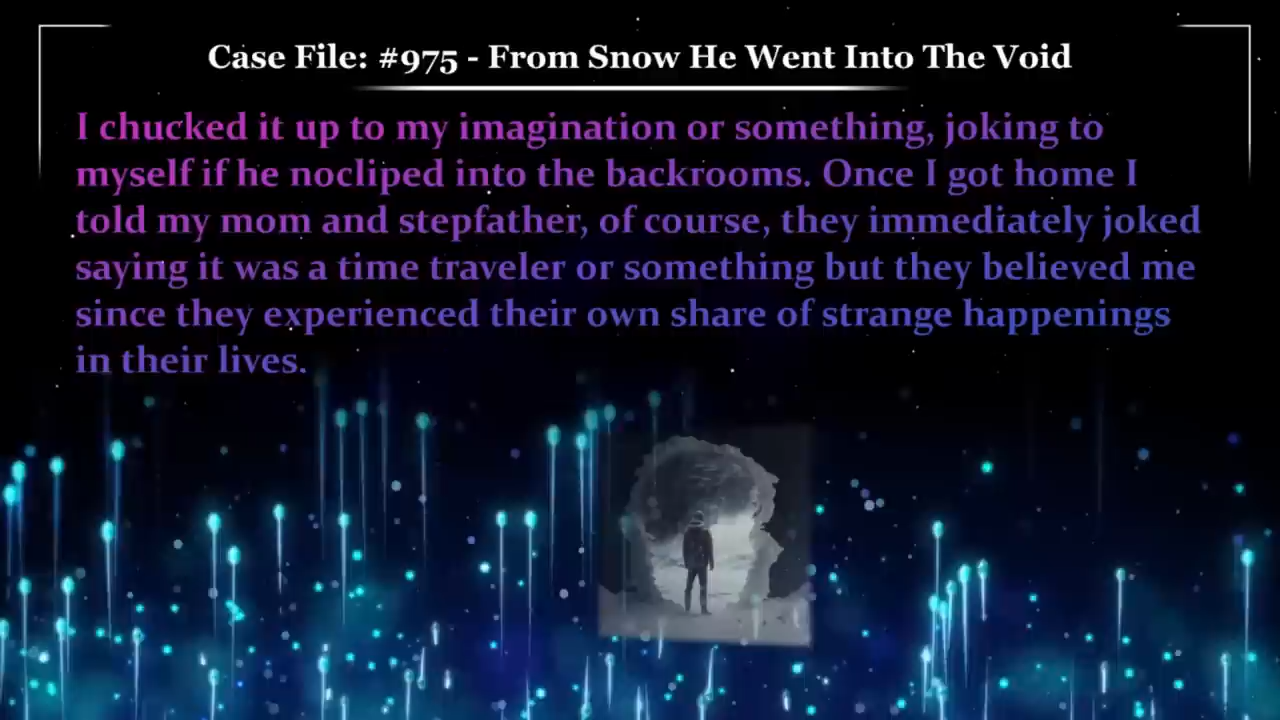 Case File: #975 - From Snow He Went Into The Void
I chucked it up to my imagination or something, joking to
myself if he nocliped into the backrooms. Once I got home I
told my mom and stepfather, of course, they immediately joked
saying it was a time traveler or something but they believed me
since they experienced their own share of strange happenings
in their lives.